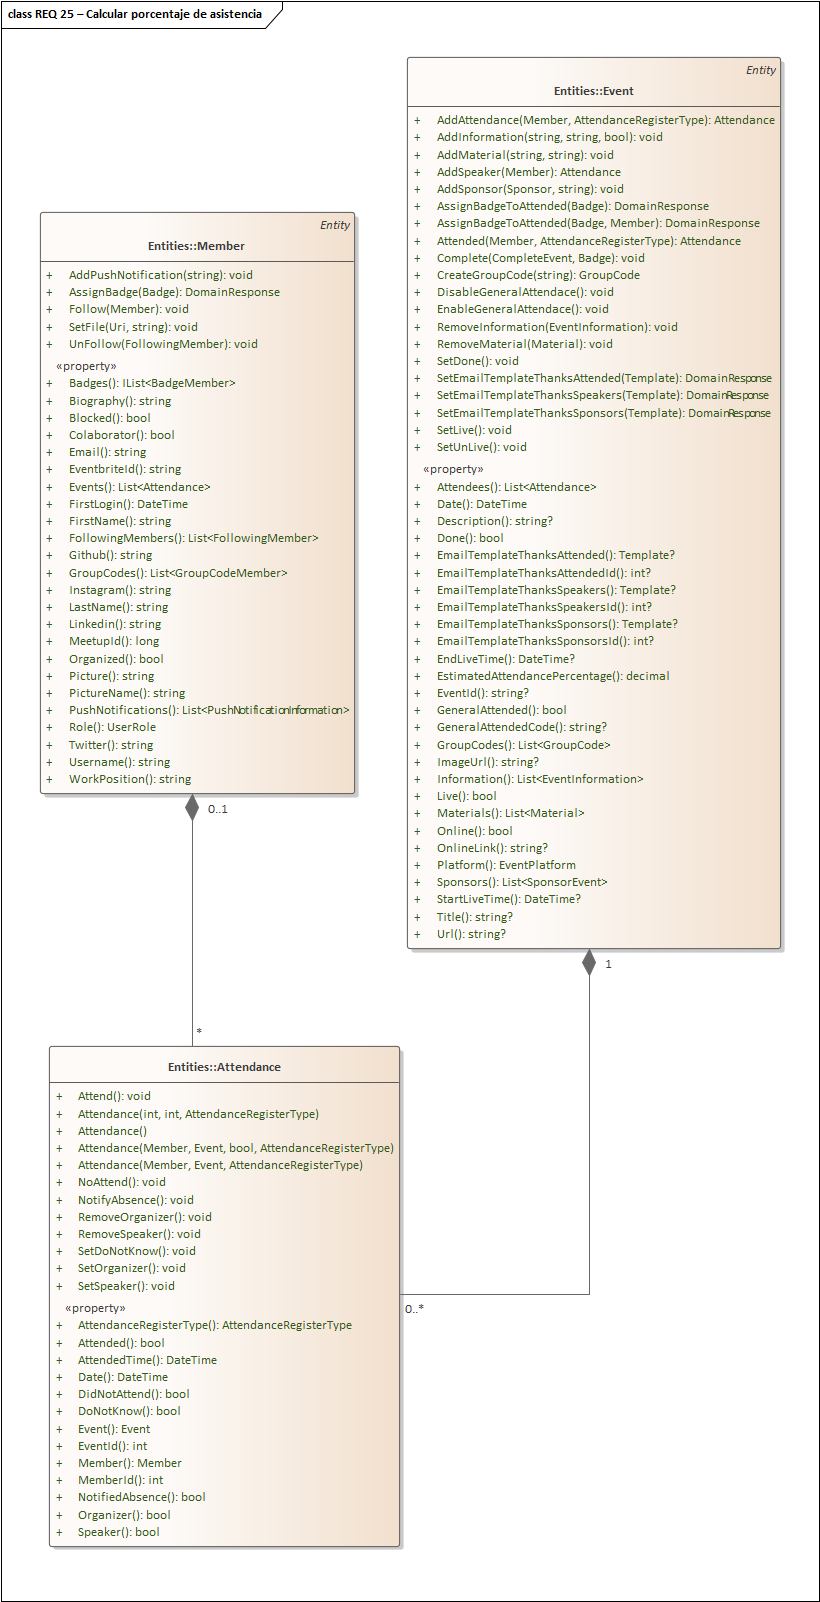 class REQ 25 – Calcular porcentaje de asistencia
Entity
Entities::Event
+ AddAttendance(Member, AttendanceRegisterType): Attendance
+ AddInformation(string, string, bool): void
+ AddMaterial(string, string): void
+ AddSpeaker(Member): Attendance
+ AddSponsor(Sponsor, string): void
+ AssignBadgeToAttended(Badge): DomainResponse
+ AssignBadgeToAttended(Badge, Member): DomainResponse
+ Attended(Member, AttendanceRegisterType): Attendance
+ Complete(CompleteEvent, Badge): void
+ CreateGroupCode(string): GroupCode
+ DisableGeneralAttendace(): void
+ EnableGeneralAttendace(): void
+ RemoveInformation(EventInformation): void
+ RemoveMaterial(Material): void
+ SetDone(): void
+ SetEmailTemplateThanksAttended(Template): DomainResponse
+ SetEmailTemplateThanksSpeakers(Template): DomainResponse
+ SetEmailTemplateThanksSponsors(Template): DomainResponse
+ SetLive(): void
+ SetUnLive(): void
«property»
+ Attendees(): List<Attendance>
+ Date(): DateTime
+ Description(): string?
+ Done(): bool
+ EmailTemplateThanksAttended(): Template?
+ EmailTemplateThanksAttendedId(): int?
+ EmailTemplateThanksSpeakers(): Template?
+ EmailTemplateThanksSpeakersId(): int?
+ EmailTemplateThanksSponsors(): Template?
+ EmailTemplateThanksSponsorsId(): int?
+ EndLiveTime(): DateTime?
+ EstimatedAttendancePercentage(): decimal
+ EventId(): string?
+ GeneralAttended(): bool
+ GeneralAttendedCode(): string?
+ GroupCodes(): List<GroupCode>
+ ImageUrl(): string?
+ Information(): List<EventInformation>
+ Live(): bool
+ Materials(): List<Material>
+ Online(): bool
+ OnlineLink(): string?
+ Platform(): EventPlatform
+ Sponsors(): List<SponsorEvent>
+ StartLiveTime(): DateTime?
+ Title(): string?
+ Url(): string?
Entity
Entities::Member
+ AddPushNotification(string): void
+ AssignBadge(Badge): DomainResponse
+ Follow(Member): void
+ SetFile(Uri, string): void
+ UnFollow(FollowingMember): void
«property»
+ Badges(): IList<BadgeMember>
+ Biography(): string
+ Blocked(): bool
+ Colaborator(): bool
+ Email(): string
+ EventbriteId(): string
+ Events(): List<Attendance>
+ FirstLogin(): DateTime
+ FirstName(): string
+ FollowingMembers(): List<FollowingMember>
+ Github(): string
+ GroupCodes(): List<GroupCodeMember>
+ Instagram(): string
+ LastName(): string
+ Linkedin(): string
+ MeetupId(): long
+ Organized(): bool
+ Picture(): string
+ PictureName(): string
+ PushNotifications(): List<PushNotificationInformation>
+ Role(): UserRole
+ Twitter(): string
+ Username(): string
+ WorkPosition(): string
0..1
1
*
Entities::Attendance
+ Attend(): void
+ Attendance(int, int, AttendanceRegisterType)
+ Attendance()
+ Attendance(Member, Event, bool, AttendanceRegisterType)
+ Attendance(Member, Event, AttendanceRegisterType)
+ NoAttend(): void
+ NotifyAbsence(): void
+ RemoveOrganizer(): void
+ RemoveSpeaker(): void
+ SetDoNotKnow(): void
+ SetOrganizer(): void
+ SetSpeaker(): void
«property»
+ AttendanceRegisterType(): AttendanceRegisterType
+ Attended(): bool
+ AttendedTime(): DateTime
+ Date(): DateTime
+ DidNotAttend(): bool
+ DoNotKnow(): bool
+ Event(): Event
+ EventId(): int
+ Member(): Member
+ MemberId(): int
+ NotifiedAbsence(): bool
+ Organizer(): bool
+ Speaker(): bool
0..*